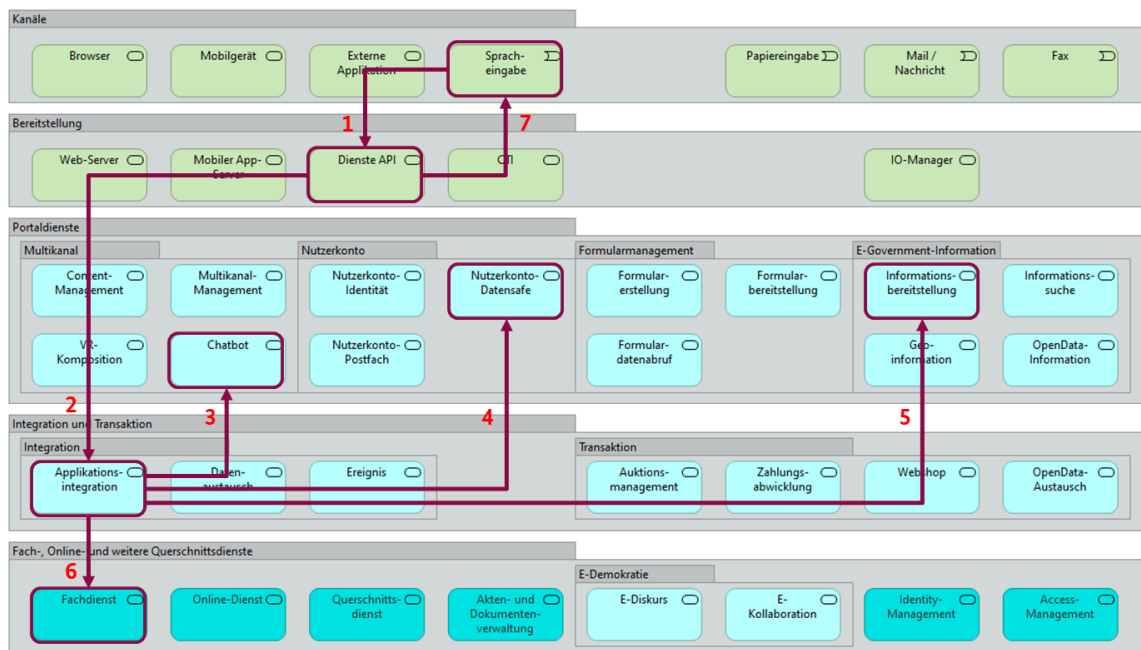 Kanäle
Browser
Mobilgerät
Externe
Applikation
Sprach-
eingabe
Papiereingabe
Mail /
Nachricht
Fax
1
7
Bereitstellung
Web-Server
Mobiler App-
Server
Dienste API
CTI
IO-Manager
Portaldienste
Multikanal
Nutzerkonto
Formularmanagement
E-Government-Information
Content-
Management
Multikanal-
Management
Nutzerkonto-
Identität
Nutzerkonto-
Datensafe
Formular-
erstellung
Formular-
bereitstellung
Informations-
bereitstellung
Informations-
suche
VR-
Komposition
Chatbot
Nutzerkonto-
Postfach
Formular-
datenabruf
Geo-
information
OpenData-
Information
2
3
4
5
Integration und Transaktion
Integration
Transaktion
Applikations-
integration
Daten-
austausch
Ereignis
Auktions-
management
Zahlungs-
abwicklung
Webshop
OpenData-
Austausch
Fach-, Online- und weitere Querschnittsdienste
6
E-Demokratie
Fachdienst
Online-Dienst
Querschnitts-
dienst
Akten- und
Dokumenten-
verwaltung
E-Diskurs
E-
Kollaboration
Identity-
Management
Access-
Management